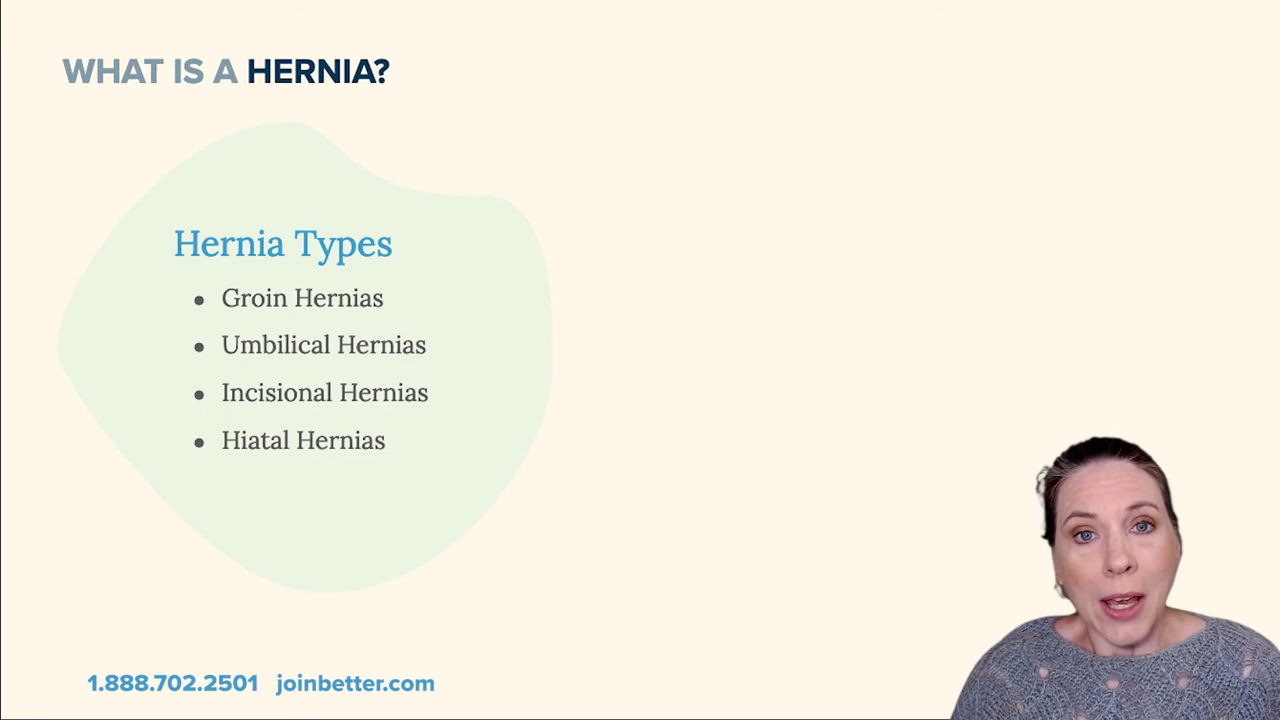 WHAT IS A HERNIA?
Hernia Types
• Groin Hernias
• Umbilical Hernias
• Incisional Hernias
• Hiatal Hernias
1.888.702.2501 joinbetter.com